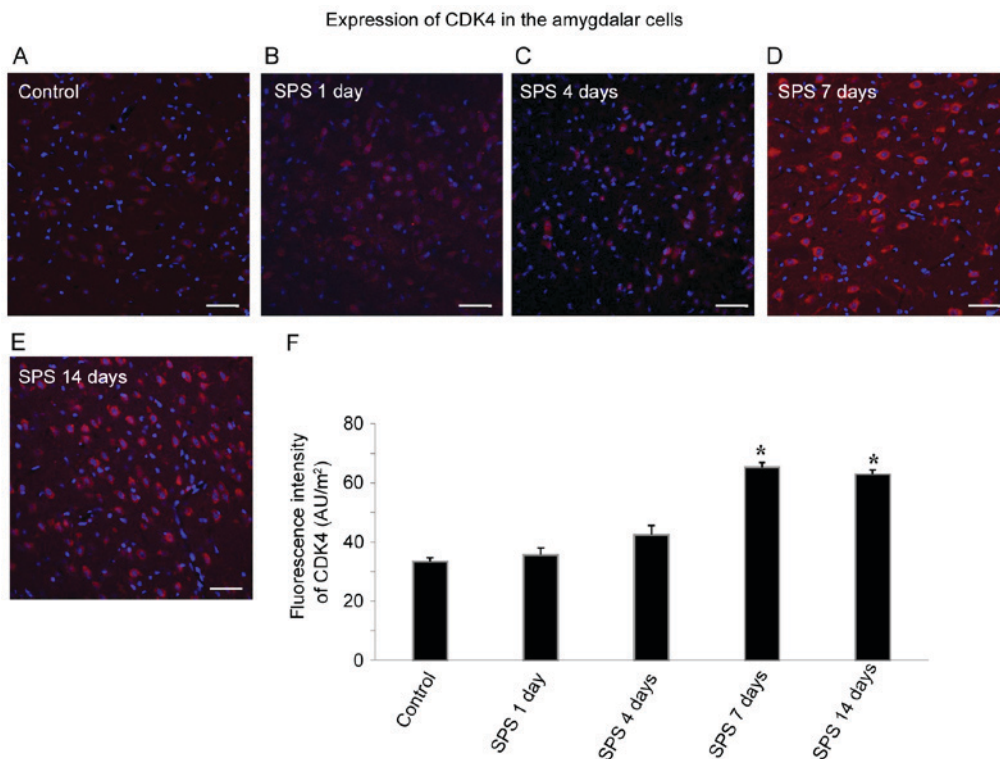 Expression of CDK4 in the amygdalar cells
A
Control
B
SPS 1 day
C
SPS 4 days
D
SPS 7 days
E
SPS 14 days
F
Fluorescence intensity
of CDK4 (AU/m²)
80
60
40
20
0
*
*
Control
SPS 1 day
SPS 4 days
SPS 7 days
SPS 14 days